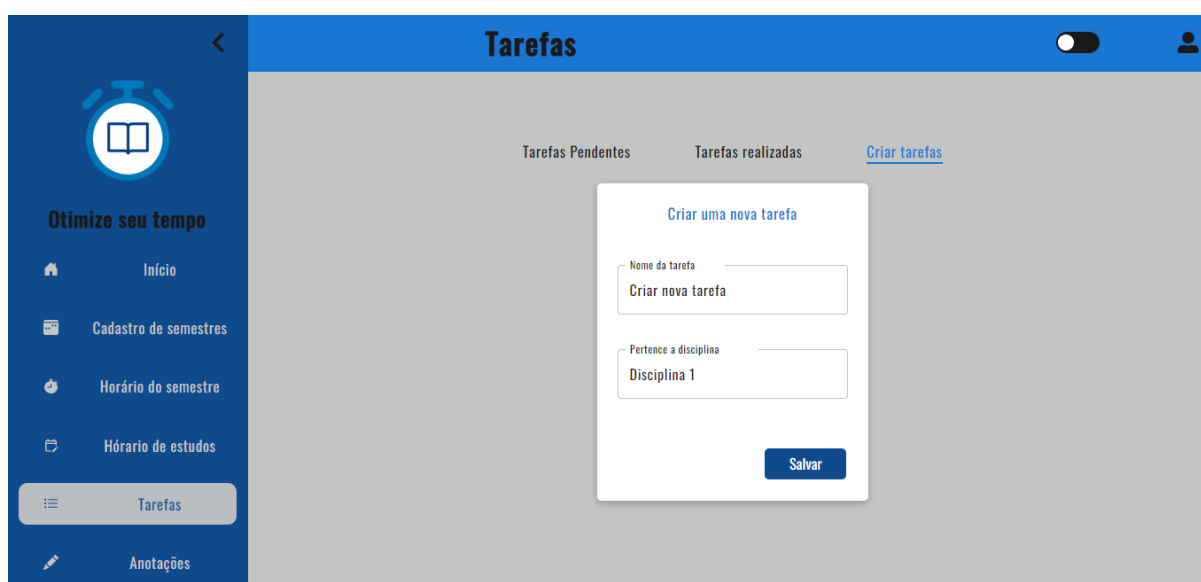 Tarefas
Otimize seu tempo
Início
Cadastro de semestres
Horário do semestre
Hórario de estudos
Tarefas
Anotações
Tarefas Pendentes Tarefas realizadas Criar tarefas
Criar uma nova tarefa
Nome da tarefa
Criar nova tarefa
Pertence a disciplina
Disciplina 1
Salvar